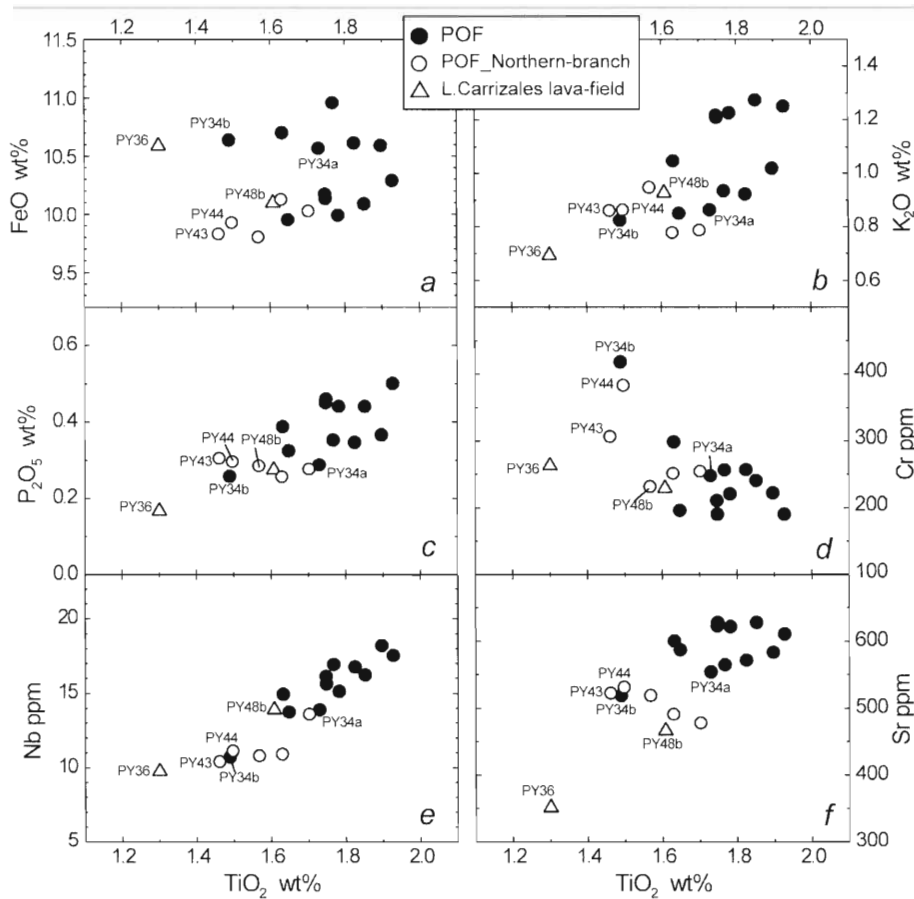 1.2 1.4 1.6 1.8 2.0
1.6 1.8 2.0
POF
POF_Northern-branch
L.Carrizales lava-field
11.5
11.0
10.5
10.0
9.5
FeO wt%
PY34b
PY36
PY34a
PY48b
PY44
PY43
a
1.4
1.2
1.0
0.8
0.6
K2O wt%
PY48b
PY43
PY44
PY34b
PY34a
PY36
b
0.6
0.4
0.2
0.0
P2O5 wt%
PY44
PY48b
PY43
PY34b
PY34a
PY36
c
400
300
200
100
Cr ppm
PY34b
PY44
PY43
PY34a
PY36
PY48b
d
20
15
10
5
Nb ppm
PY48b
PY34a
PY44
PY36
PY43
PY34b
e
1.2 1.4 1.6 1.8 2.0
TiO2 wt%
600
500
400
300
Sr ppm
PY44
PY43
PY34b
PY34a
PY48b
PY36
f
1.2 1.4 1.6 1.8 2.0
TiO2 wt%